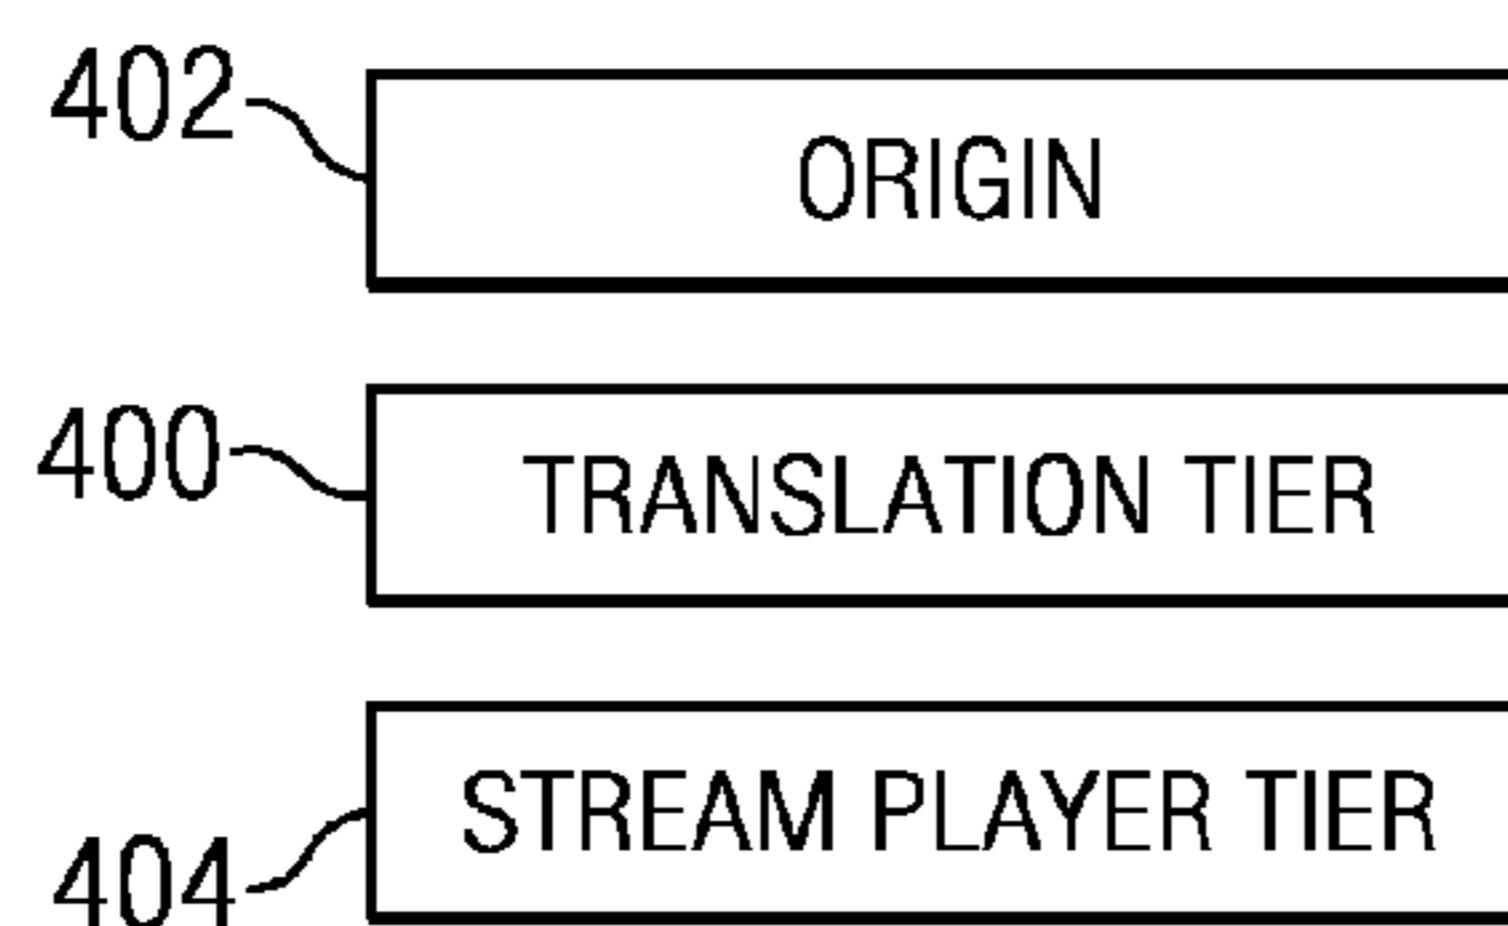 402
ORIGIN
400
TRANSLATION TIER
STREAM PLAYER TIER
404